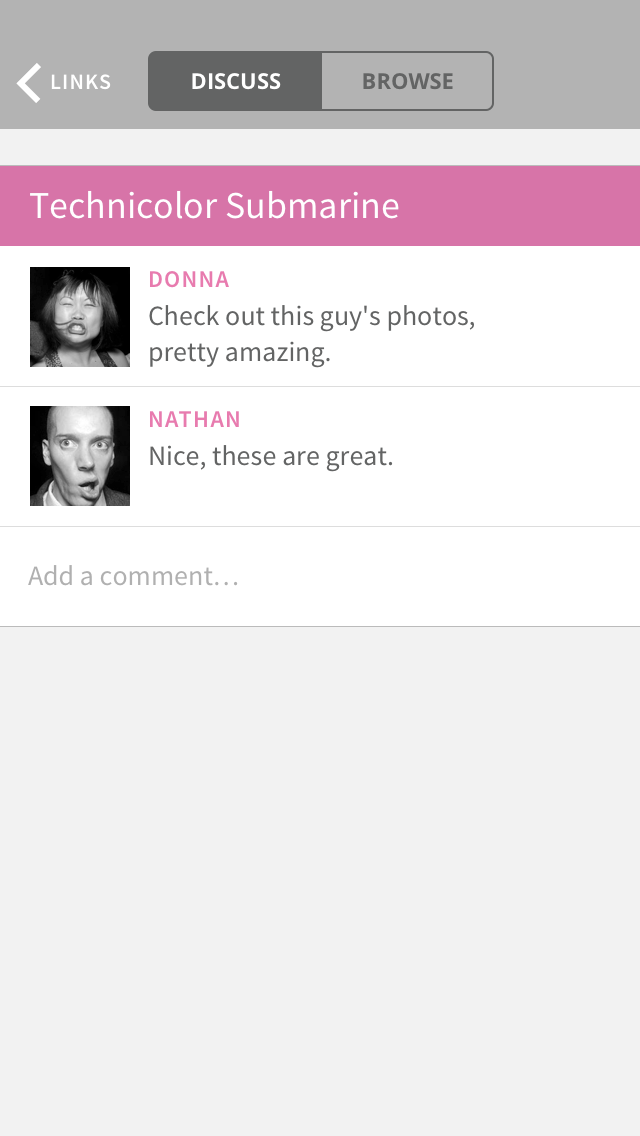 LINKS
DISCUSS
BROWSE
Technicolor Submarine
DONNA
Check out this guy's photos,
pretty amazing.
NATHAN
Nice, these are great.
Add a comment…